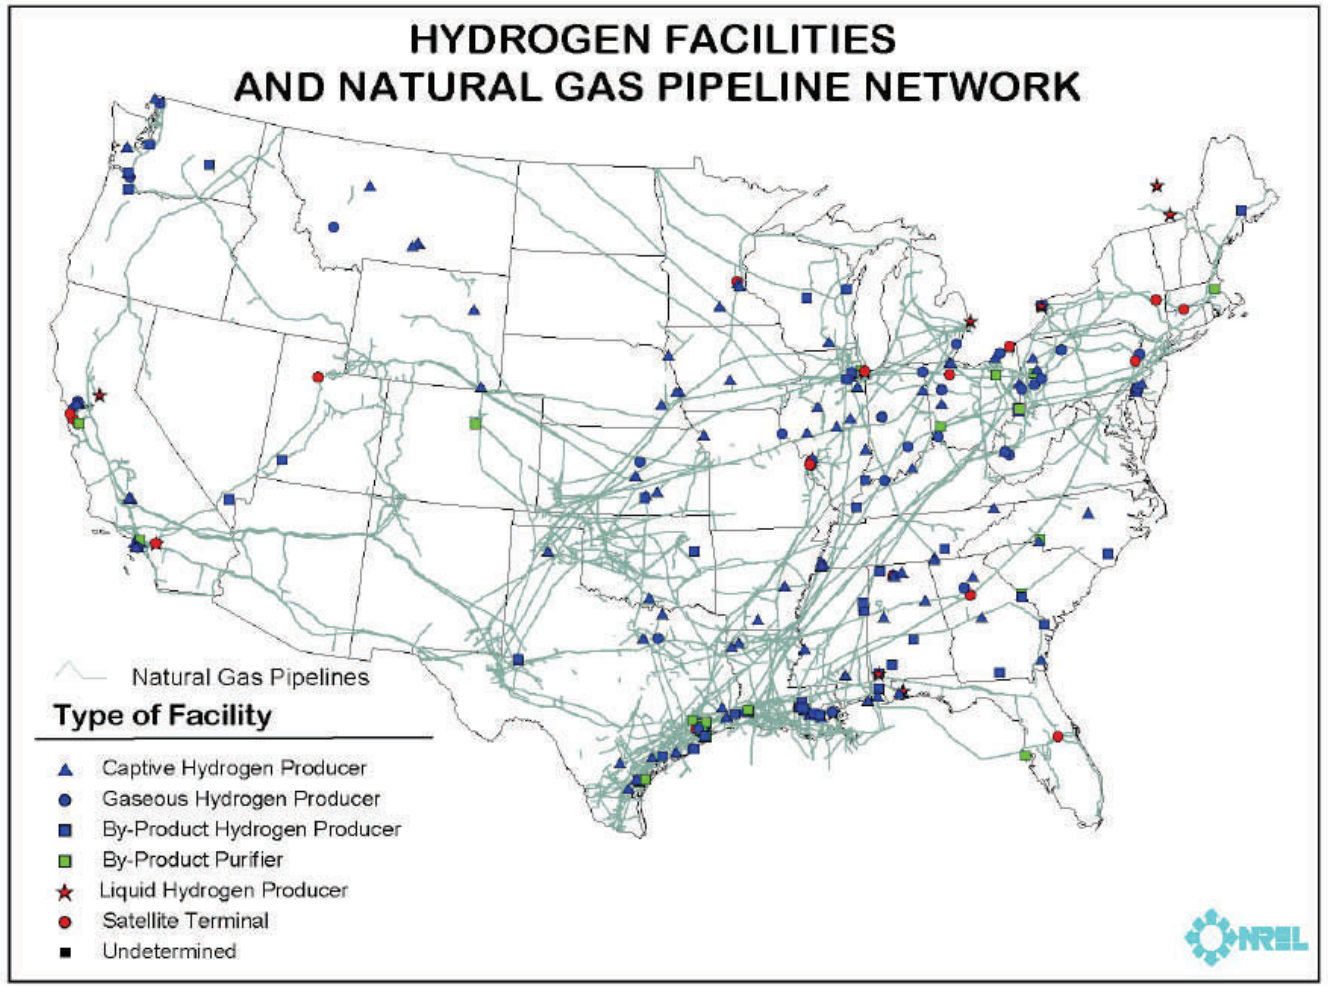 HYDROGEN FACILITIES
AND NATURAL GAS PIPELINE NETWORK
Natural Gas Pipelines
Type of Facility
Captive Hydrogen Producer
Gaseous Hydrogen Producer
By-Product Hydrogen Producer
By-Product Purifier
Liquid Hydrogen Producer
Satellite Terminal
Undetermined
NREL